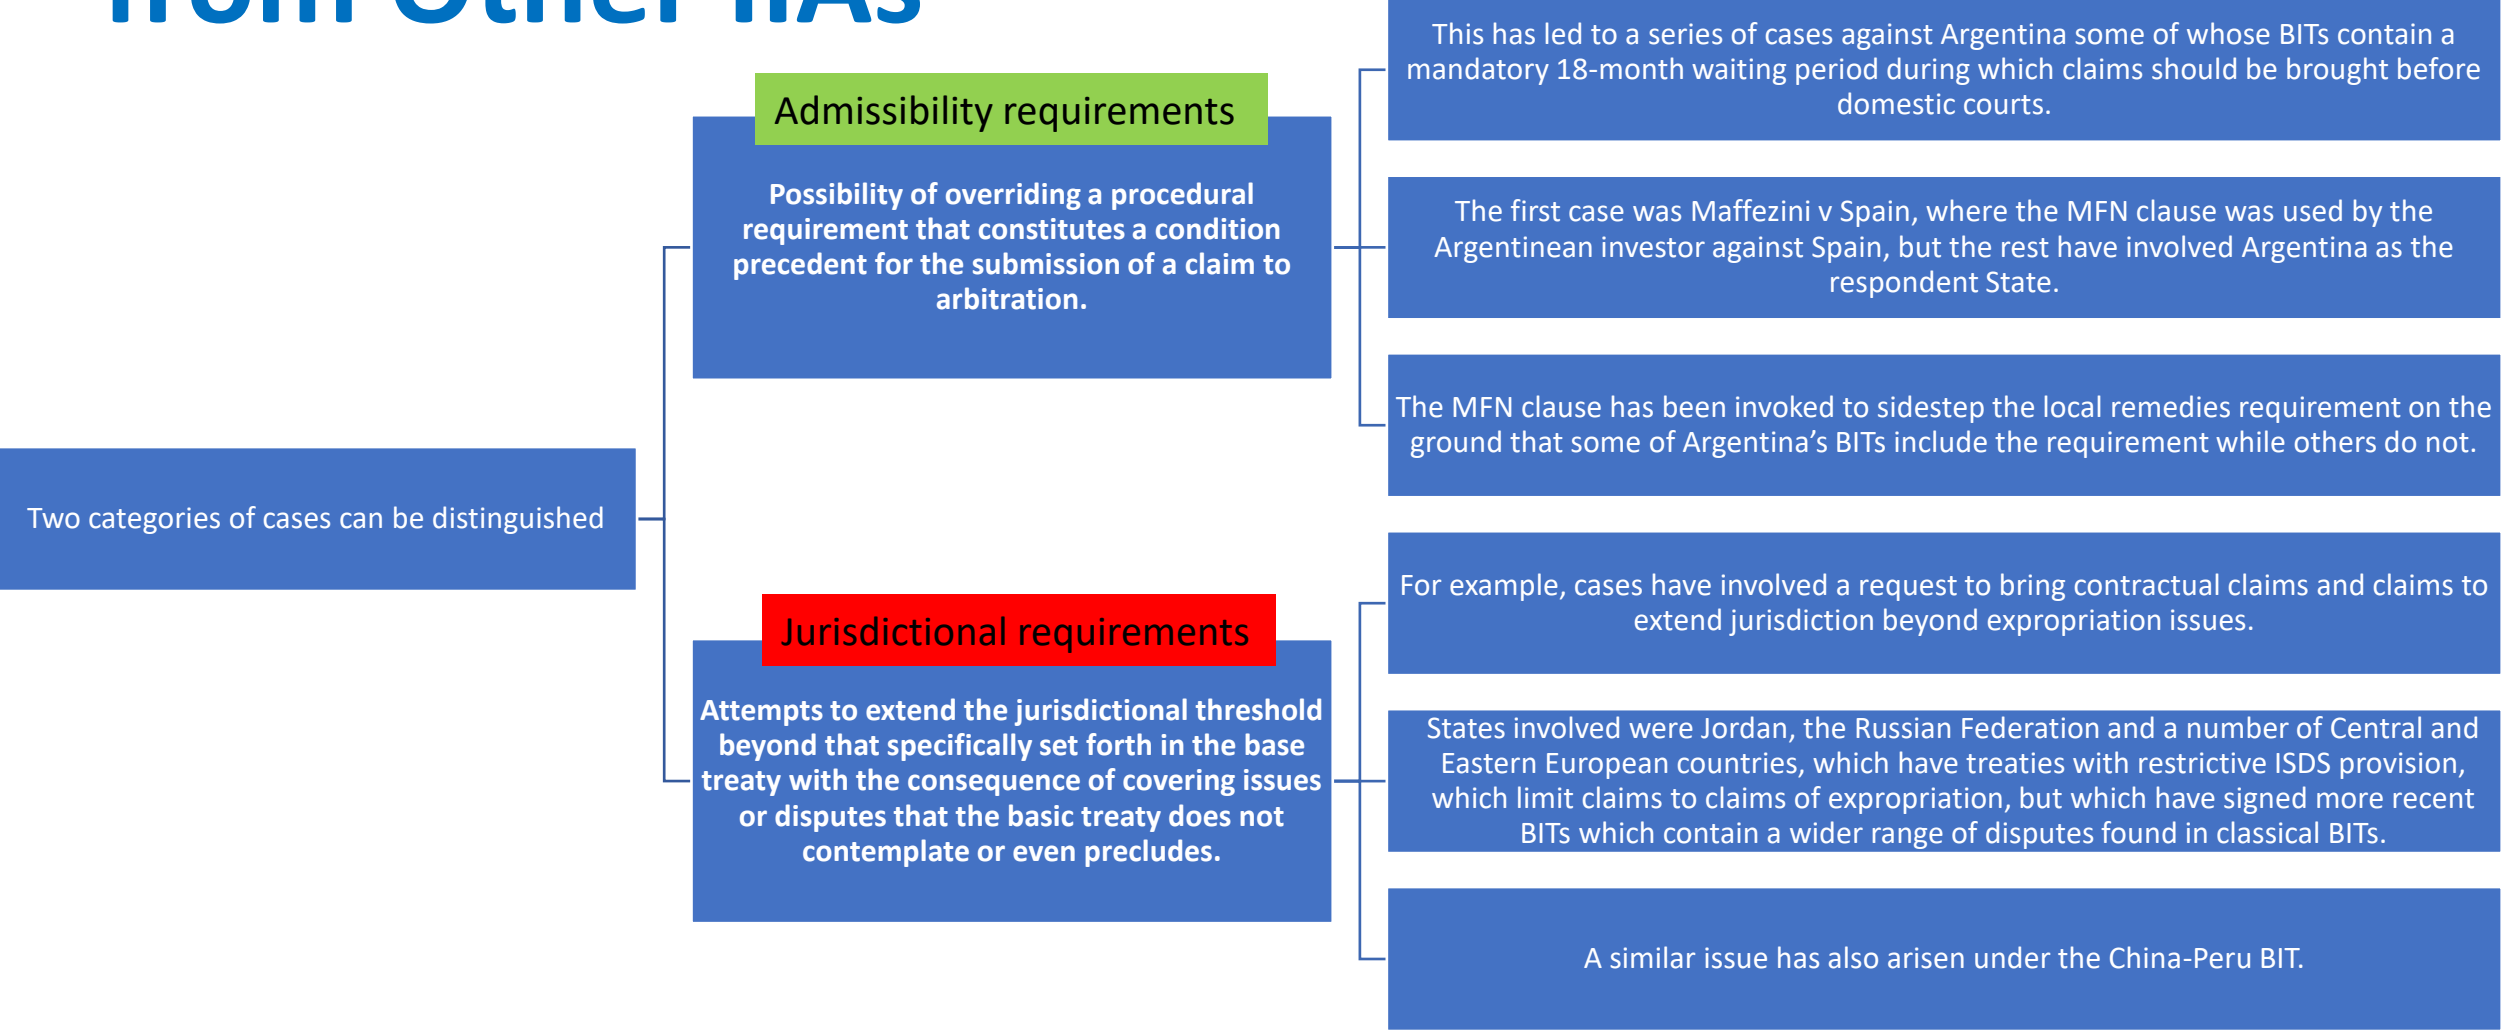 from Other IIAs
Two categories of cases can be distinguished
Admissibility requirements
Possibility of overriding a procedural
requirement that constitutes a condition
precedent for the submission of a claim to
arbitration.
This has led to a series of cases against Argentina some of whose BITs contain a
mandatory 18-month waiting period during which claims should be brought before
domestic courts.
The first case was Maffezini v Spain, where the MFN clause was used by the
Argentinean investor against Spain, but the rest have involved Argentina as the
respondent State.
The MFN clause has been invoked to sidestep the local remedies requirement on the
ground that some of Argentina’s BITs include the requirement while others do not.
Jurisdictional requirements
Attempts to extend the jurisdictional threshold
beyond that specifically set forth in the base
treaty with the consequence of covering issues
or disputes that the basic treaty does not
contemplate or even precludes.
For example, cases have involved a request to bring contractual claims and claims to
extend jurisdiction beyond expropriation issues.
States involved were Jordan, the Russian Federation and a number of Central and
Eastern European countries, which have treaties with restrictive ISDS provision,
which limit claims to claims of expropriation, but which have signed more recent
BITs which contain a wider range of disputes found in classical BITs.
A similar issue has also arisen under the China-Peru BIT.